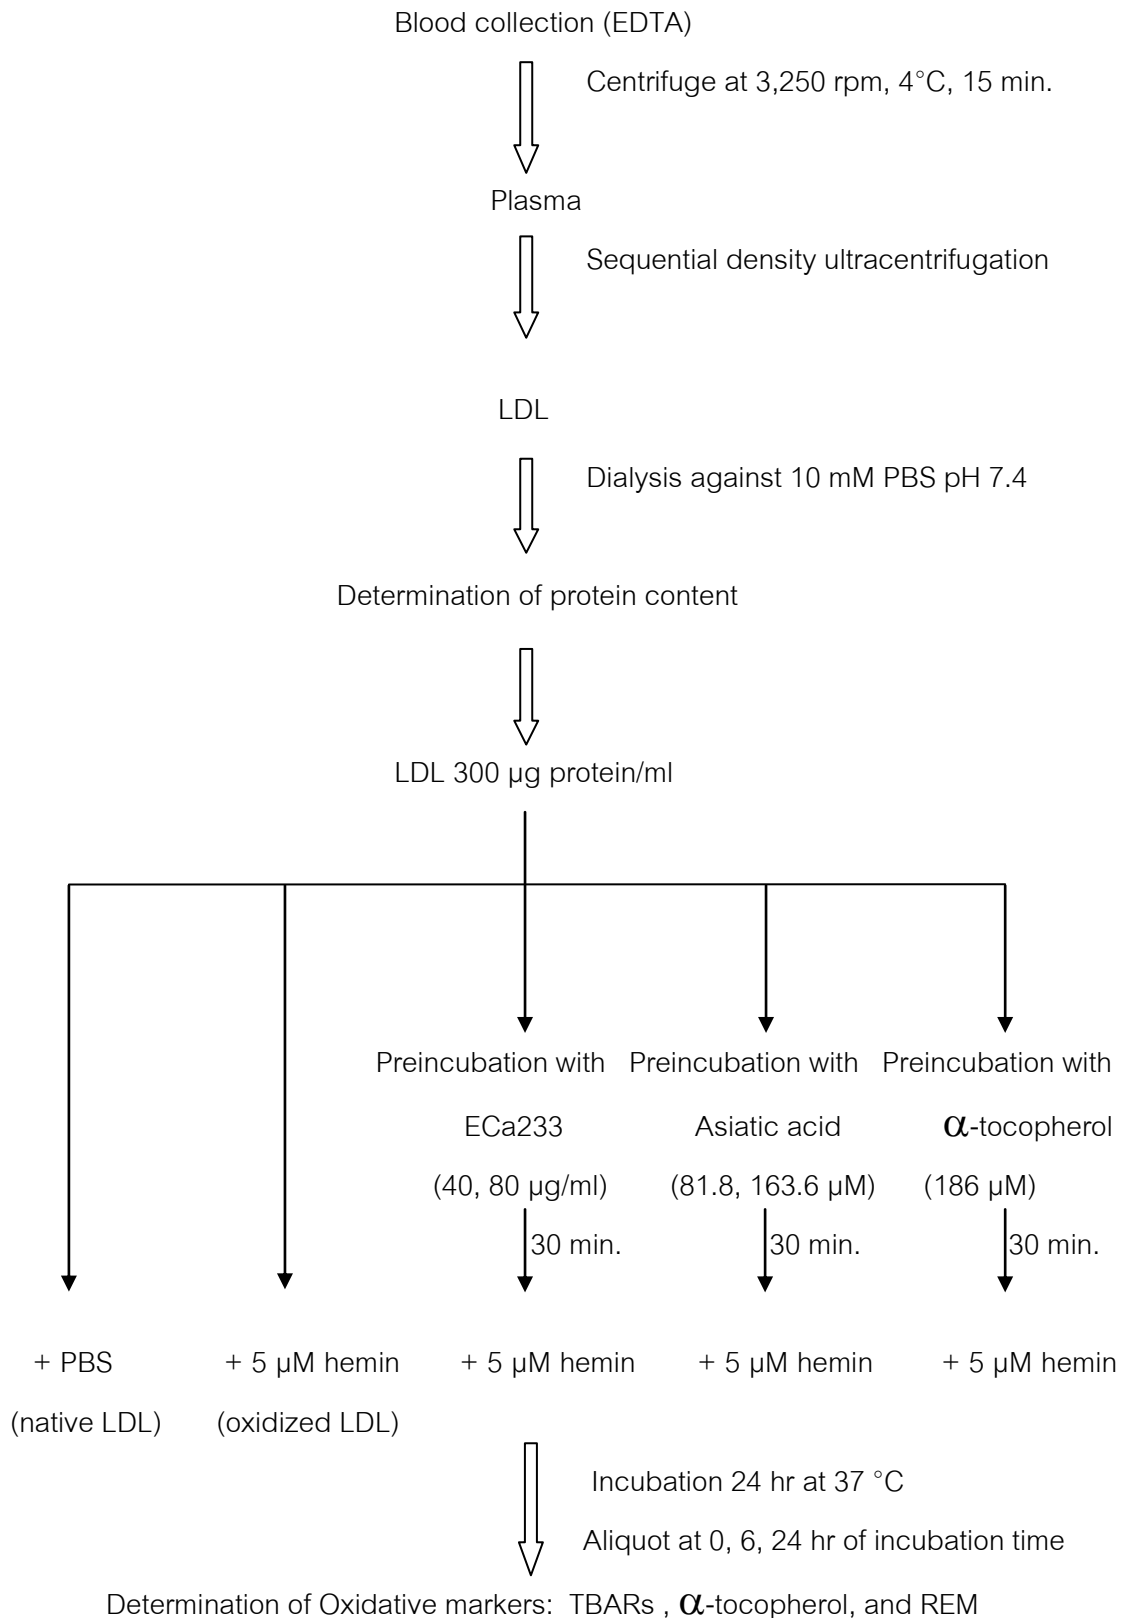 Blood collection (EDTA)
Centrifuge at 3,250 rpm, 4°C, 15 min.
Plasma
Sequential density ultracentrifugation
LDL
Dialysis against 10 mM PBS pH 7.4
Determination of protein content
LDL 300 µg protein/ml
Preincubation with Preincubation with Preincubation with
ECa233 Asiatic acid α-tocopherol
(40, 80 µg/ml) (81.8, 163.6 µM) (186 µM)
30 min. 30 min. 30 min.
+ PBS + 5 µM hemin + 5 µM hemin + 5 µM hemin + 5 µM hemin
(native LDL) (oxidized LDL)
Incubation 24 hr at 37 °C
Aliquot at 0, 6, 24 hr of incubation time
Determination of Oxidative markers: TBARs , α-tocopherol, and REM